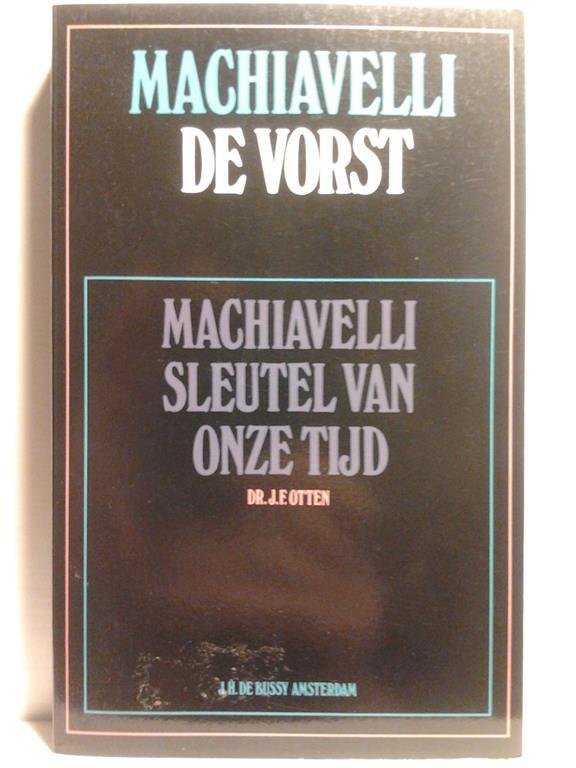 MACHIAVELLI
DE VORST
MACHIAVELLI
SLEUTEL VAN
ONZE TIJD
DR. J.F. OTTEN
J.H. DE BUSSY AMSTERDAM